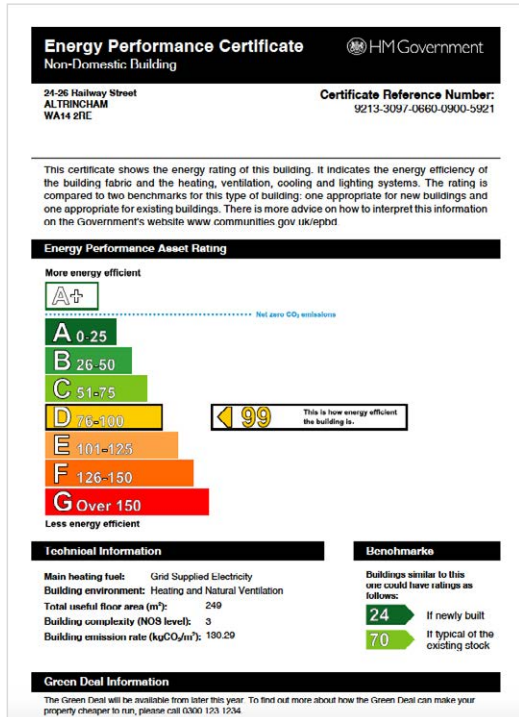 Energy Performance Certificate
HM Government
Non-Domestic Building
24-26 Railway Street
ALTRINCHAM
WA14 2RE
Certificate Reference Number:
9213-3097-0660-0900-5921
This certificate shows the energy rating of this building. It indicates the energy efficiency of
the building fabric and the heating, ventilation, cooling and lighting systems. The rating is
compared to two benchmarks for this type of building: one appropriate for new buildings and
one appropriate for existing buildings. There is more advice on how to interpret this information
on the Government's website www.communities.gov.uk/epbd
Energy Performance Asset Rating
More energy efficient
A+
Net zero CO₂ emissions
A 0-25
B 26-50
C 51-75
D 76-100
99
This is how energy efficient
the building is.
E 101-125
F 126-150
G Over 150
Less energy efficient
Technical Information
Main heating fuel: Grid Supplied Electricity
Building environment: Heating and Natural Ventilation
Total useful floor area (m²): 249
Building complexity (NOS level): 3
Building emission rate (kgCO₂/m²): 130.29
Benchmarks
Buildings similar to this
one could have ratings as
follows:
24 If newly built
70 If typical of the
existing stock
Green Deal Information
The Green Deal will be available from later this year. To find out more about how the Green Deal can make your
property cheaper to run, please call 0300 123 1234.